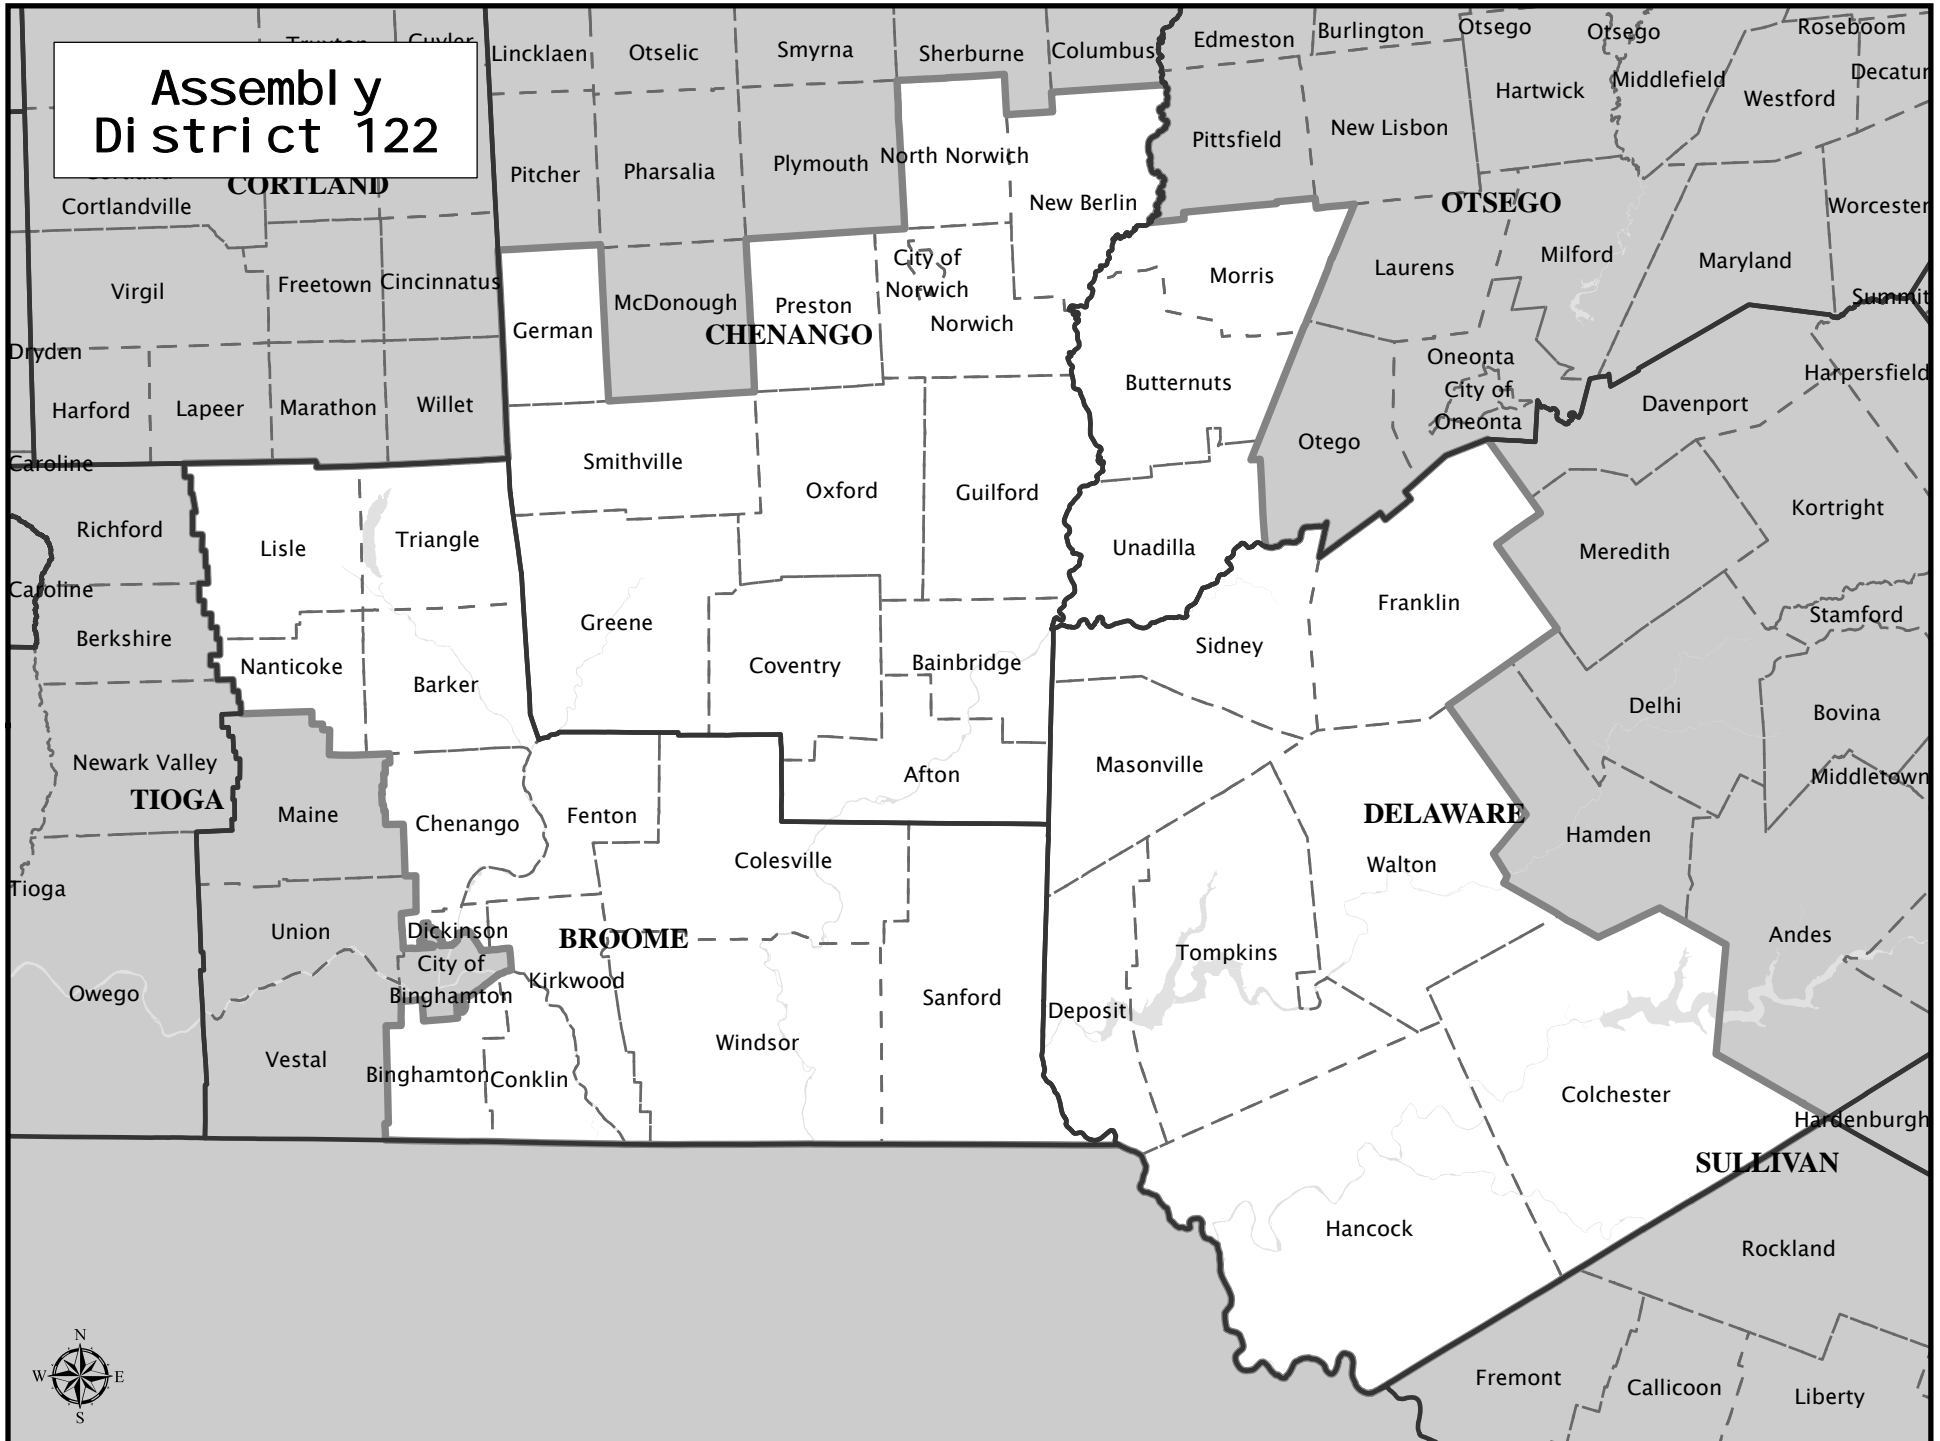 Assembly
District 122
Cuyler
Lincklaen
Otselic
Smyrna
Sherburne
Columbus
Edmeston
Burlington
Otsego
Otsego
Roseboom
Pitcher
Pharsalia
Plymouth
North Norwich
New Berlin
Pittsfield
New Lisbon
Hartwick
Middlefield
Westford
Decatur
CORTLAND
Cortlandville
OTSEGO
Worcester
Virgil
Freetown
Cincinnatus
German
McDonough
Preston
City of
Norwich
Norwich
CHENANGO
Morris
Laurens
Milford
Maryland
Summit
Dryden
Harford
Lapeer
Marathon
Willet
Butternuts
Oneonta
City of
Oneonta
Otego
Davenport
Harpersfield
Caroline
Smithville
Oxford
Guilford
Richford
Lisle
Triangle
Unadilla
Franklin
Meredith
Kortright
Caroline
Berkshire
Nanticoke
Barker
Greene
Coventry
Bainbridge
Sidney
Delhi
Stamford
Bovina
Newark Valley
TIOGA
Maine
Chenango
Fenton
Afton
Masonville
DELAWARE
Walton
Hamden
Middletown
Tioga
Union
Dickinson
City of
Binghamton
BROOME
Kirkwood
Colesville
Tompkins
Andes
Owego
Vestal
Binghamton
Conklin
Windsor
Sanford
Deposit
Colchester
Hardenburgh
SULLIVAN
Hancock
Rockland
Fremont
Callicoon
Liberty
N
W
E
S